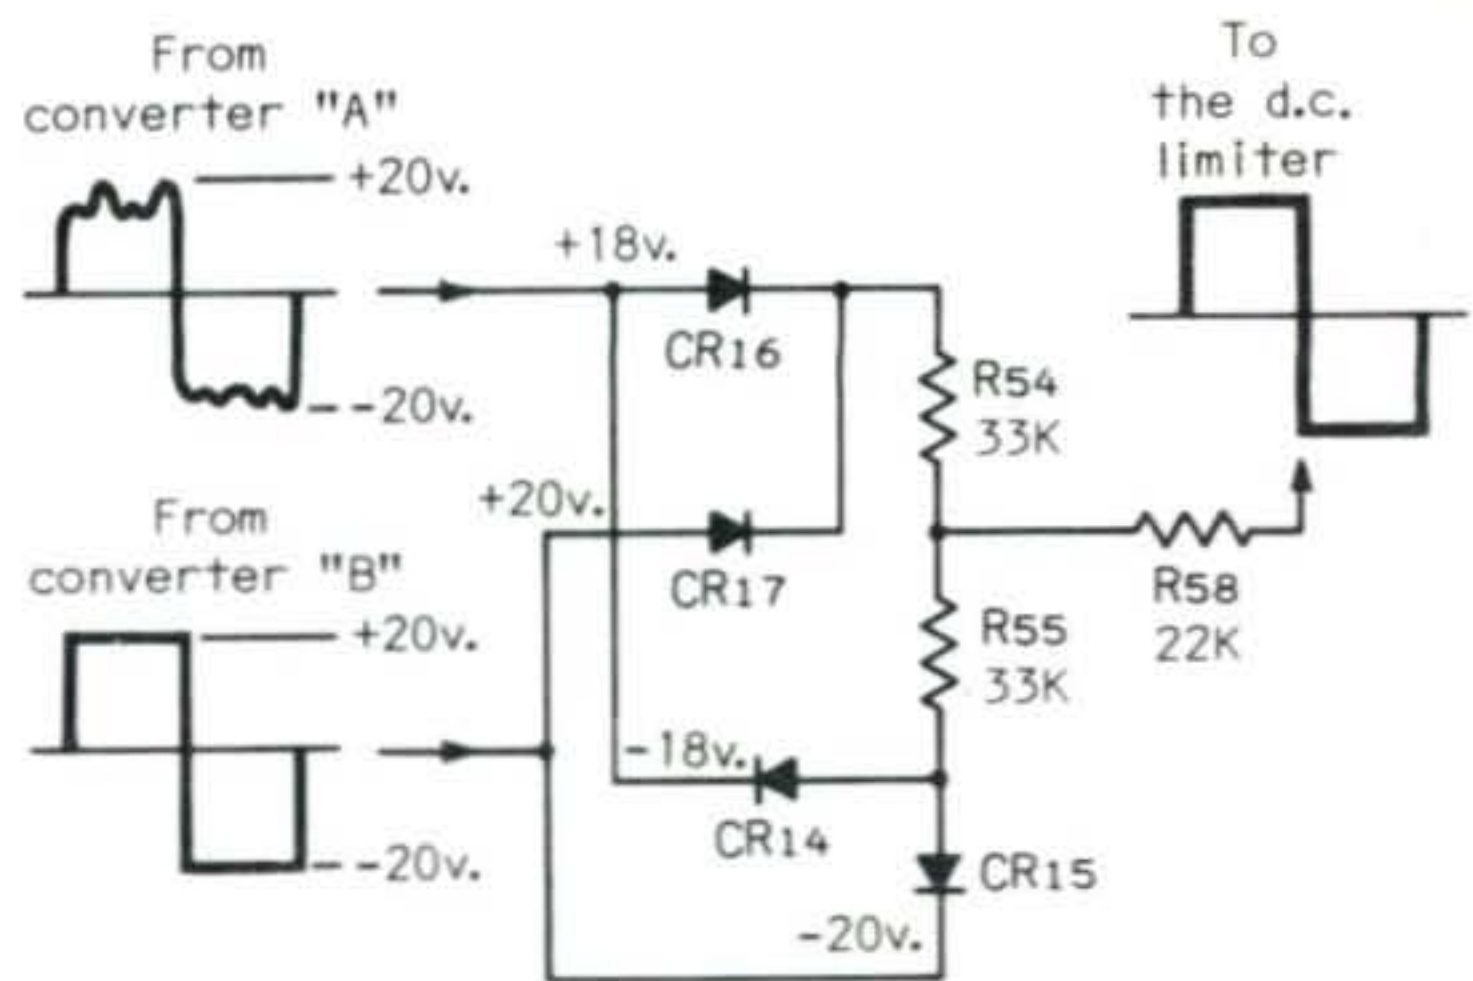 From
converter "A"
+20v.
-20v.
To
the d.c.
limiter
+18v.
CR16
R54
33K
+20v.
CR17
From
converter "B"
+20v.
-20v.
R58
22K
R55
33K
-18v.
CR14
CR15
-20v.